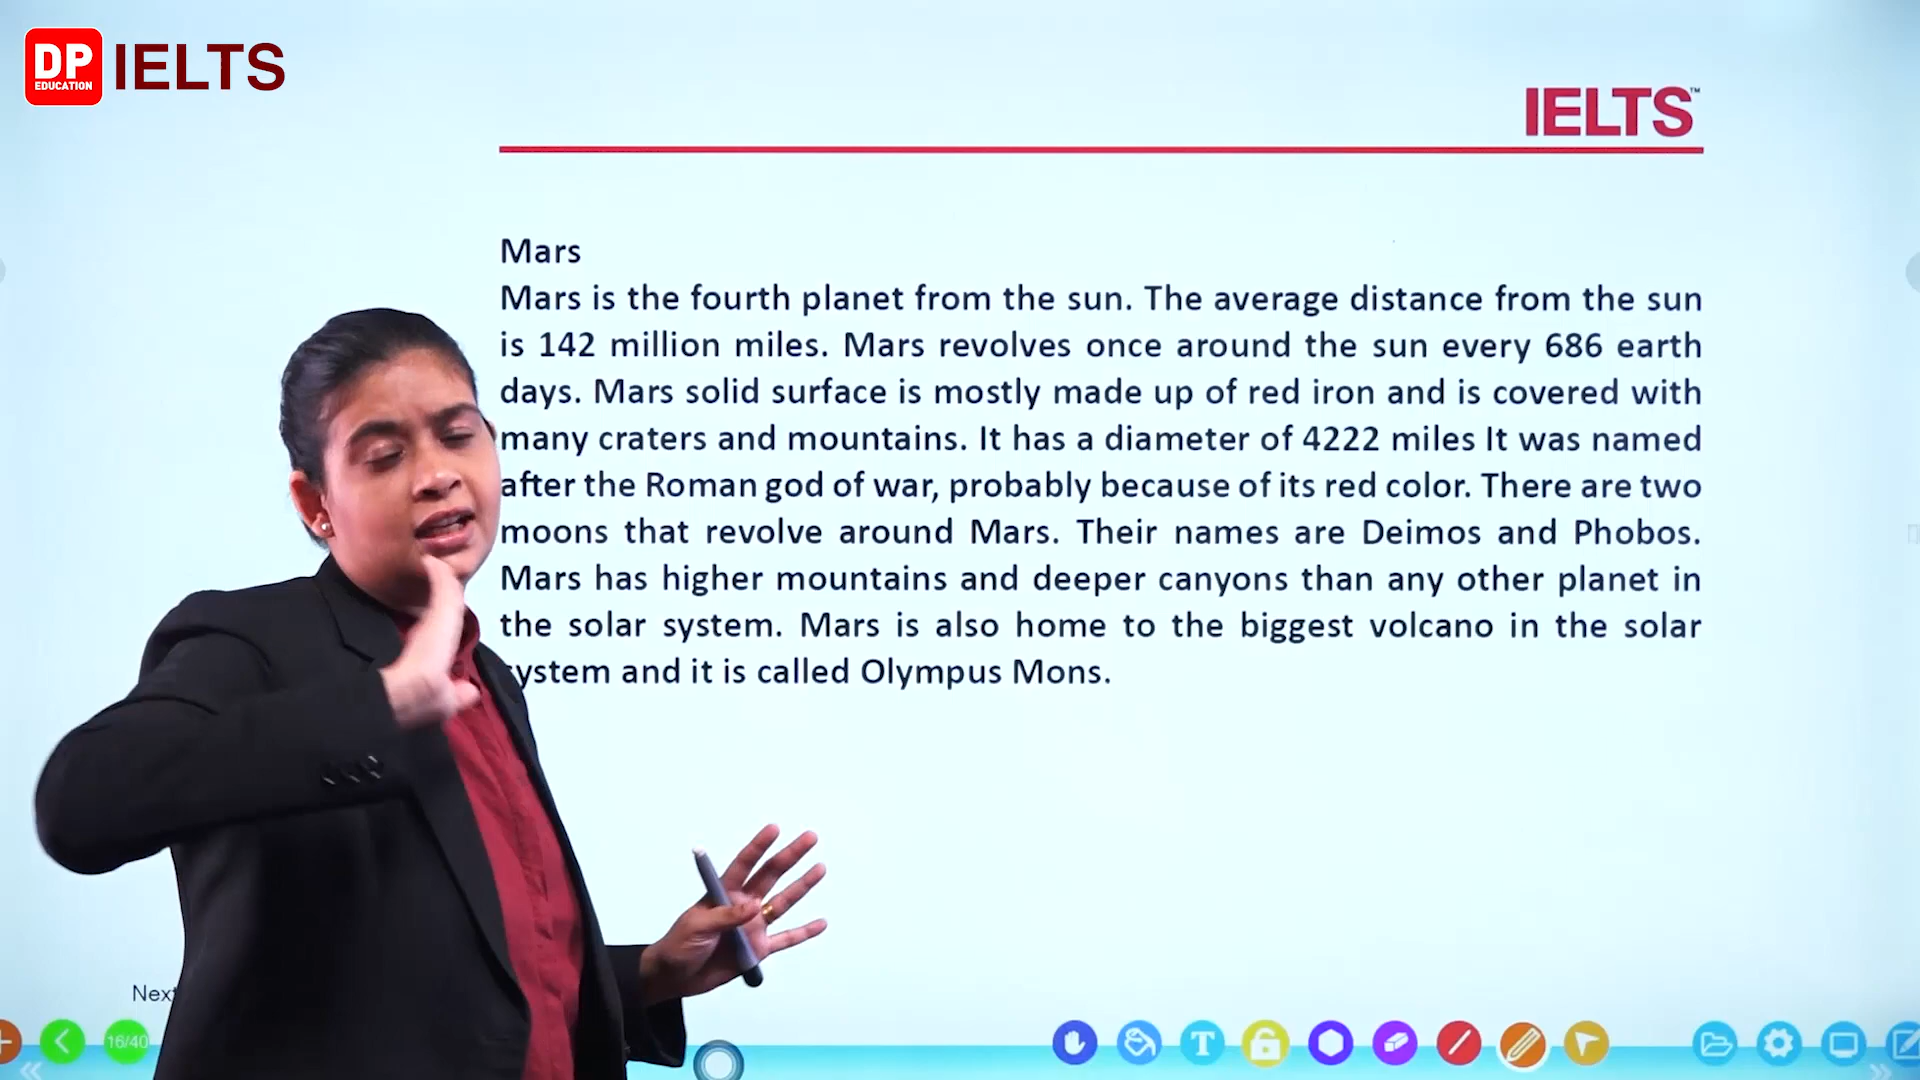 DP
EDUCATION
IELTS
IELTS™
Mars
Mars is the fourth planet from the sun. The average distance from the sun
is 142 million miles. Mars revolves once around the sun every 686 earth
days. Mars solid surface is mostly made up of red iron and is covered with
many craters and mountains. It has a diameter of 4222 miles It was named
after the Roman god of war, probably because of its red color. There are two
moons that revolve around Mars. Their names are Deimos and Phobos.
Mars has higher mountains and deeper canyons than any other planet in
the solar system. Mars is also home to the biggest volcano in the solar
ystem and it is called Olympus Mons.
Next
16/40
T